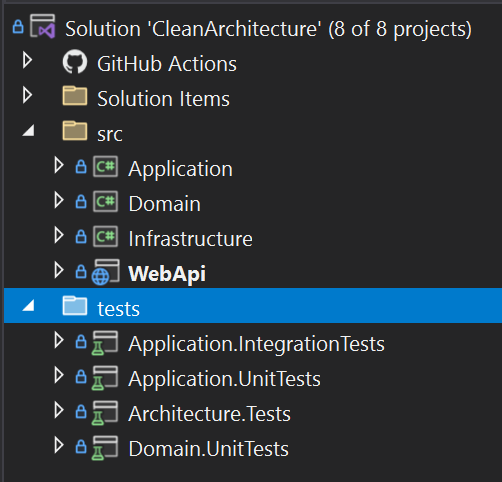 Solution 'CleanArchitecture' (8 of 8 projects)
GitHub Actions
Solution Items
src
C# Application
C# Domain
C# Infrastructure
WebApi
tests
Application.IntegrationTests
Application.UnitTests
Architecture.Tests
Domain.UnitTests